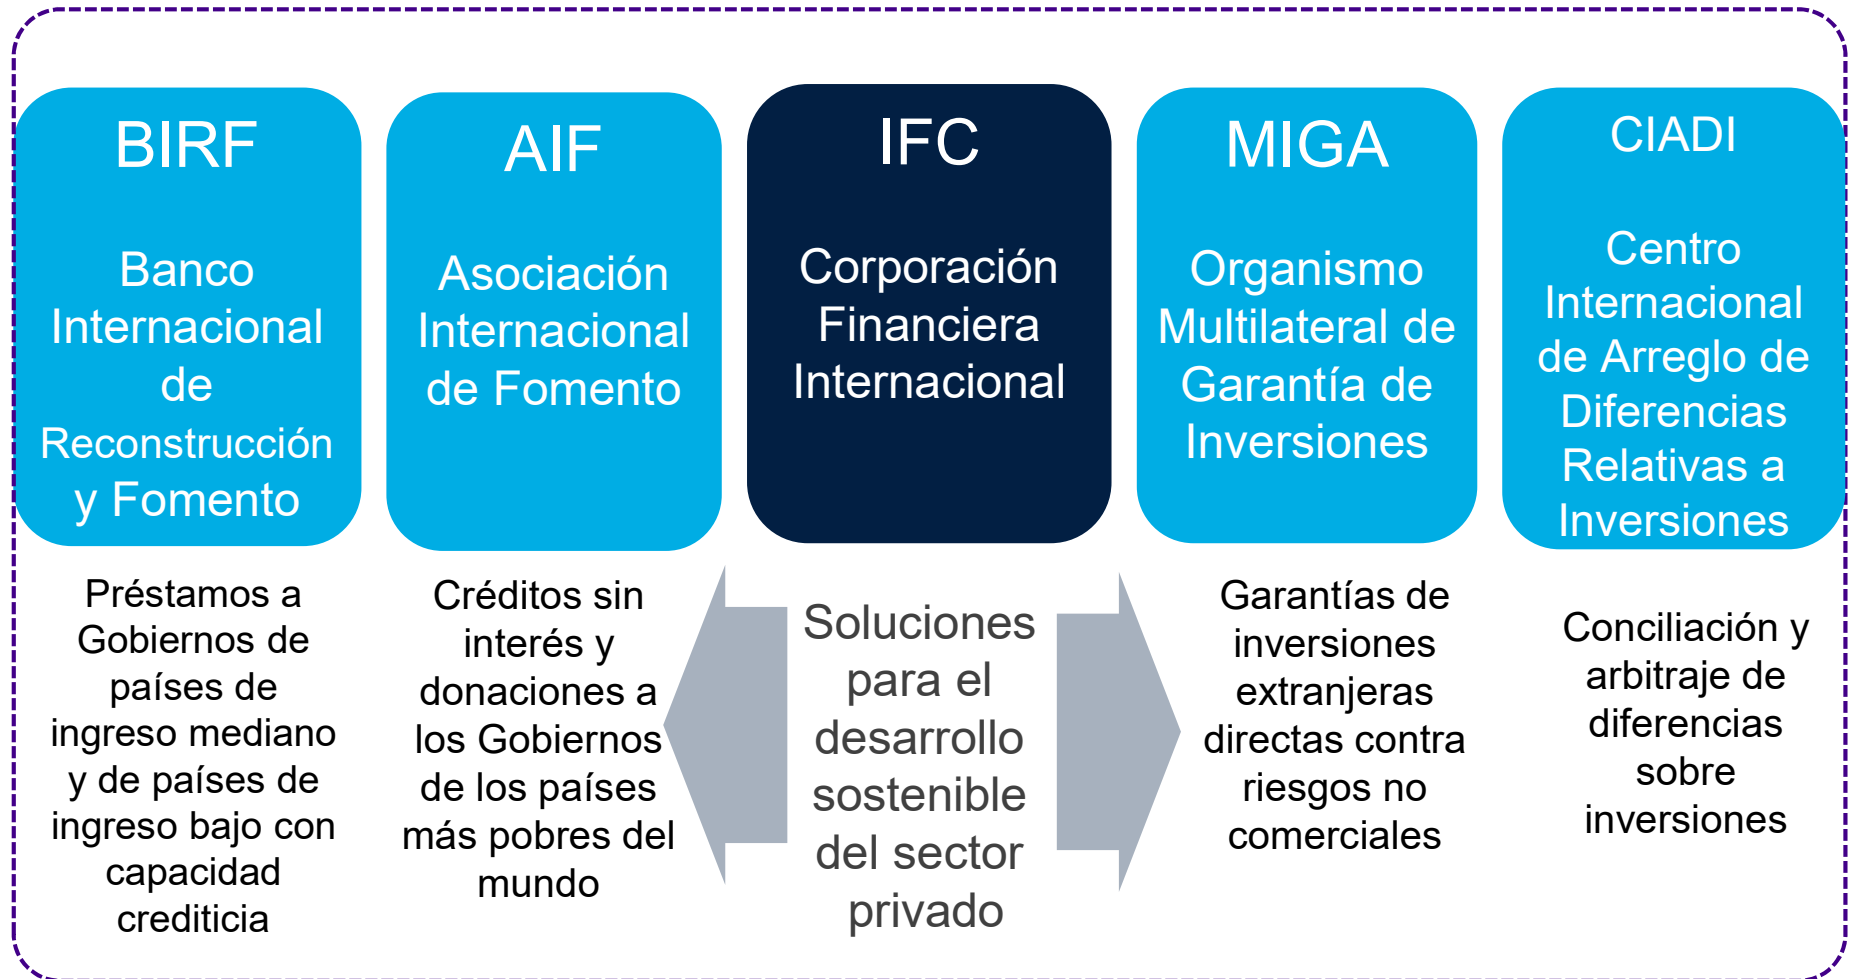 BIRF
Banco
Internacional
de
Reconstrucción
y Fomento
Préstamos a
Gobiernos de
países de
ingreso mediano
y de países de
ingreso bajo con
capacidad
crediticia
AIF
Asociación
Internacional
de Fomento
Créditos sin
interés y
donaciones a
los Gobiernos
de los países
más pobres del
mundo
IFC
Corporación
Financiera
Internacional
Soluciones
para el
desarrollo
sostenible
del sector
privado
MIGA
Organismo
Multilateral de
Garantía de
Inversiones
Garantías de
inversiones
extranjeras
directas contra
riesgos no
comerciales
CIADI
Centro
Internacional
de Arreglo de
Diferencias
Relativas a
Inversiones
Conciliación y
arbitraje de
diferencias
sobre
inversiones